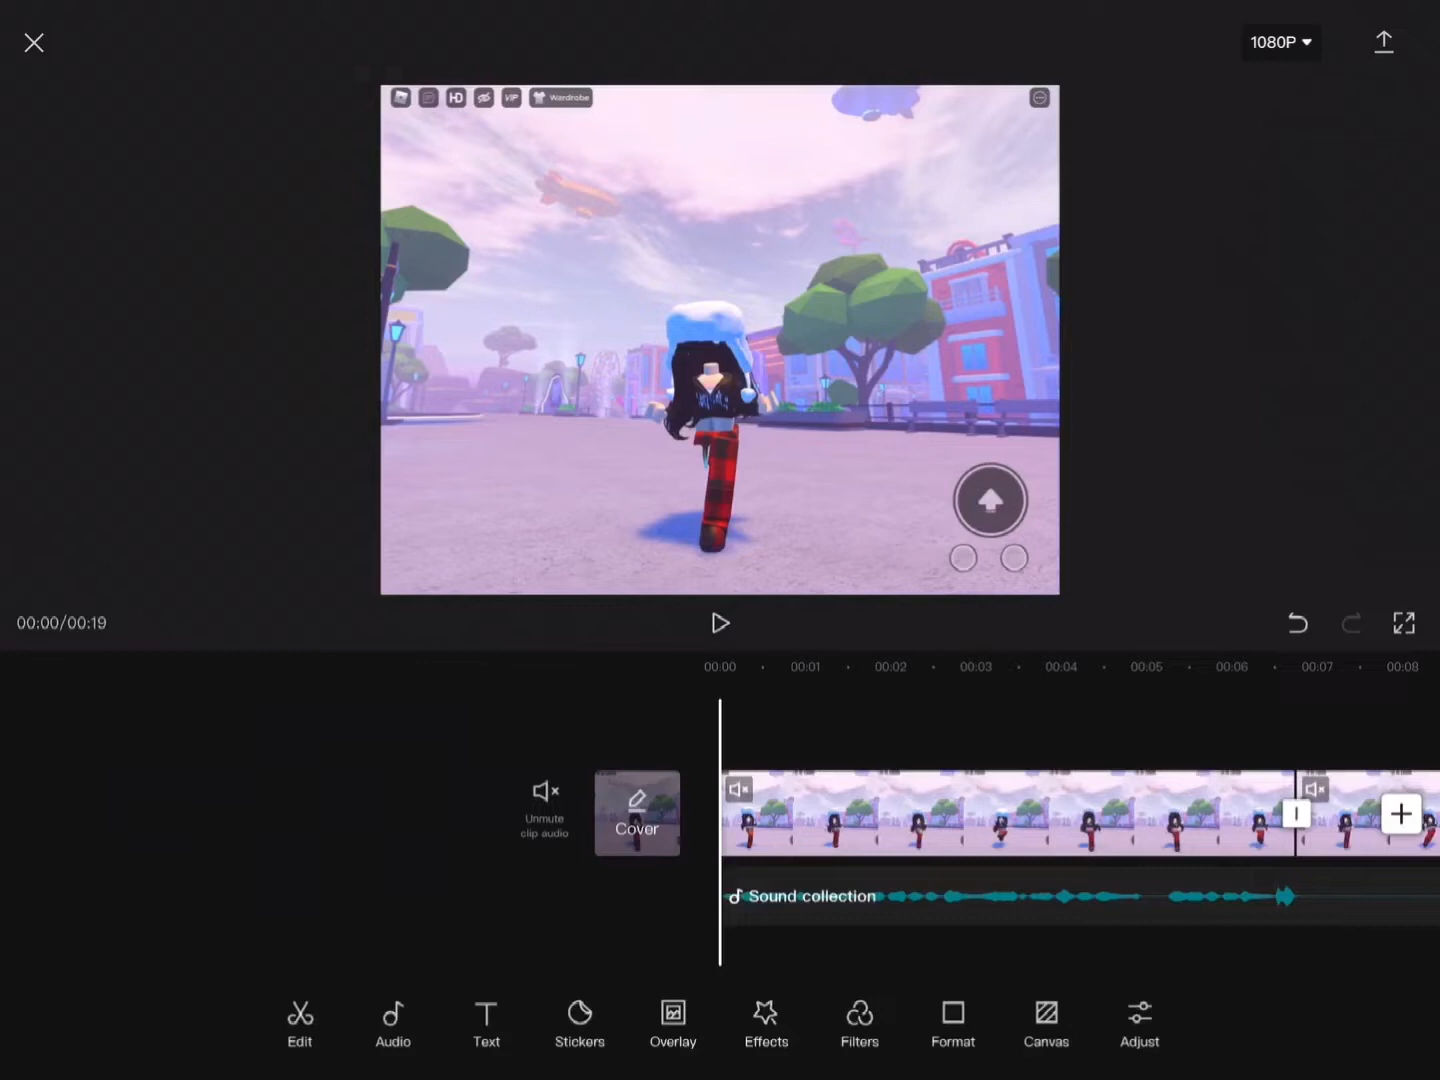 1080P
HD
VIP
Wardrobe
00:00/00:19
00:00
00:01
00:02
00:03
00:04
00:05
00:06
00:07
00:08
Unmute
clip audio
Cover
Sound collection
Edit
Audio
Text
Stickers
Overlay
Effects
Filters
Format
Canvas
Adjust